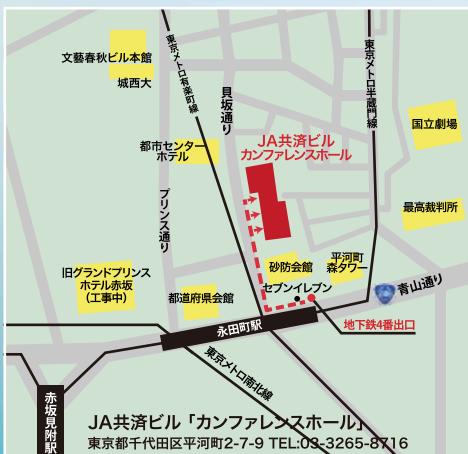 文藝春秋ビル本館
城西大
東京メトロ有楽町線
貝坂通り
東京メトロ半蔵門線
国立劇場
都市センター
ホテル
JA共済ビル
カンファレンスホール
プリンス通り
最高裁判所
旧グランドプリンス
ホテル赤坂
(工事中)
都道府県会館
砂防会館
平河町
森タワー
セブンイレブン
青山通り
永田町駅
地下鉄4番出口
東京メトロ南北線
赤坂見附駅
JA共済ビル「カンファレンスホール」
東京都千代田区平河町2-7-9 TEL:03-3265-8716